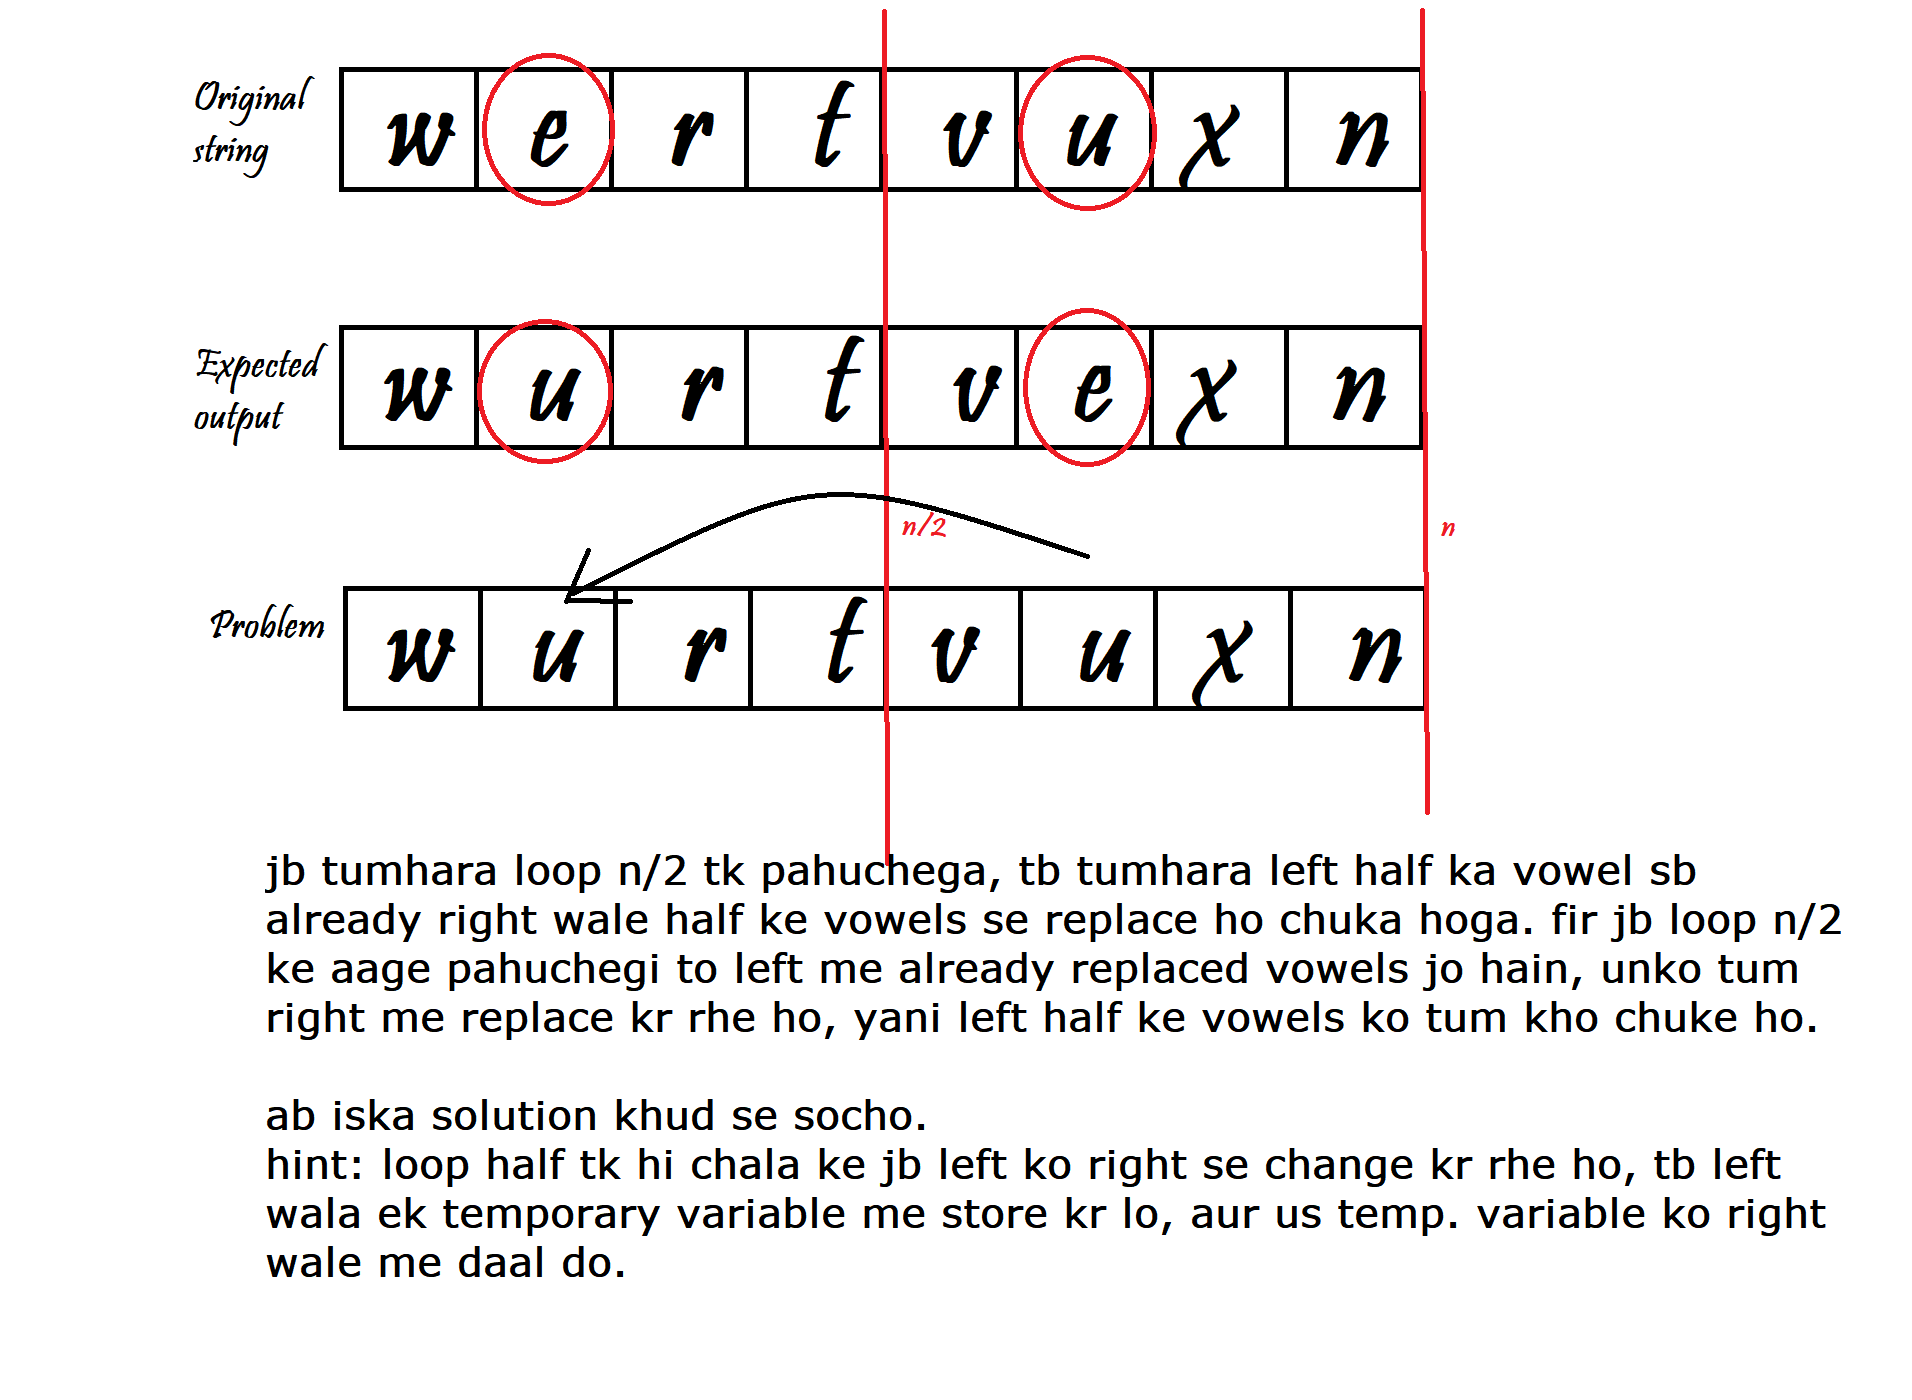 Original
string
w e r t v u x n
Expected
output
w u r t v e x n
n/2 n
Problem
w u r t v u x n
jb tumhara loop n/2 tk pahuchega, tb tumhara left half ka vowel sb
already right wale half ke vowels se replace ho chuka hoga. fir jb loop n/2
ke aage pahuchegi to left me already replaced vowels jo hain, unko tum
right me replace kr rhe ho, yani left half ke vowels ko tum kho chuke ho.
ab iska solution khud se socho.
hint: loop half tk hi chala ke jb left ko right se change kr rhe ho, tb left
wala ek temporary variable me store kr lo, aur us temp. variable ko right
wale me daal do.